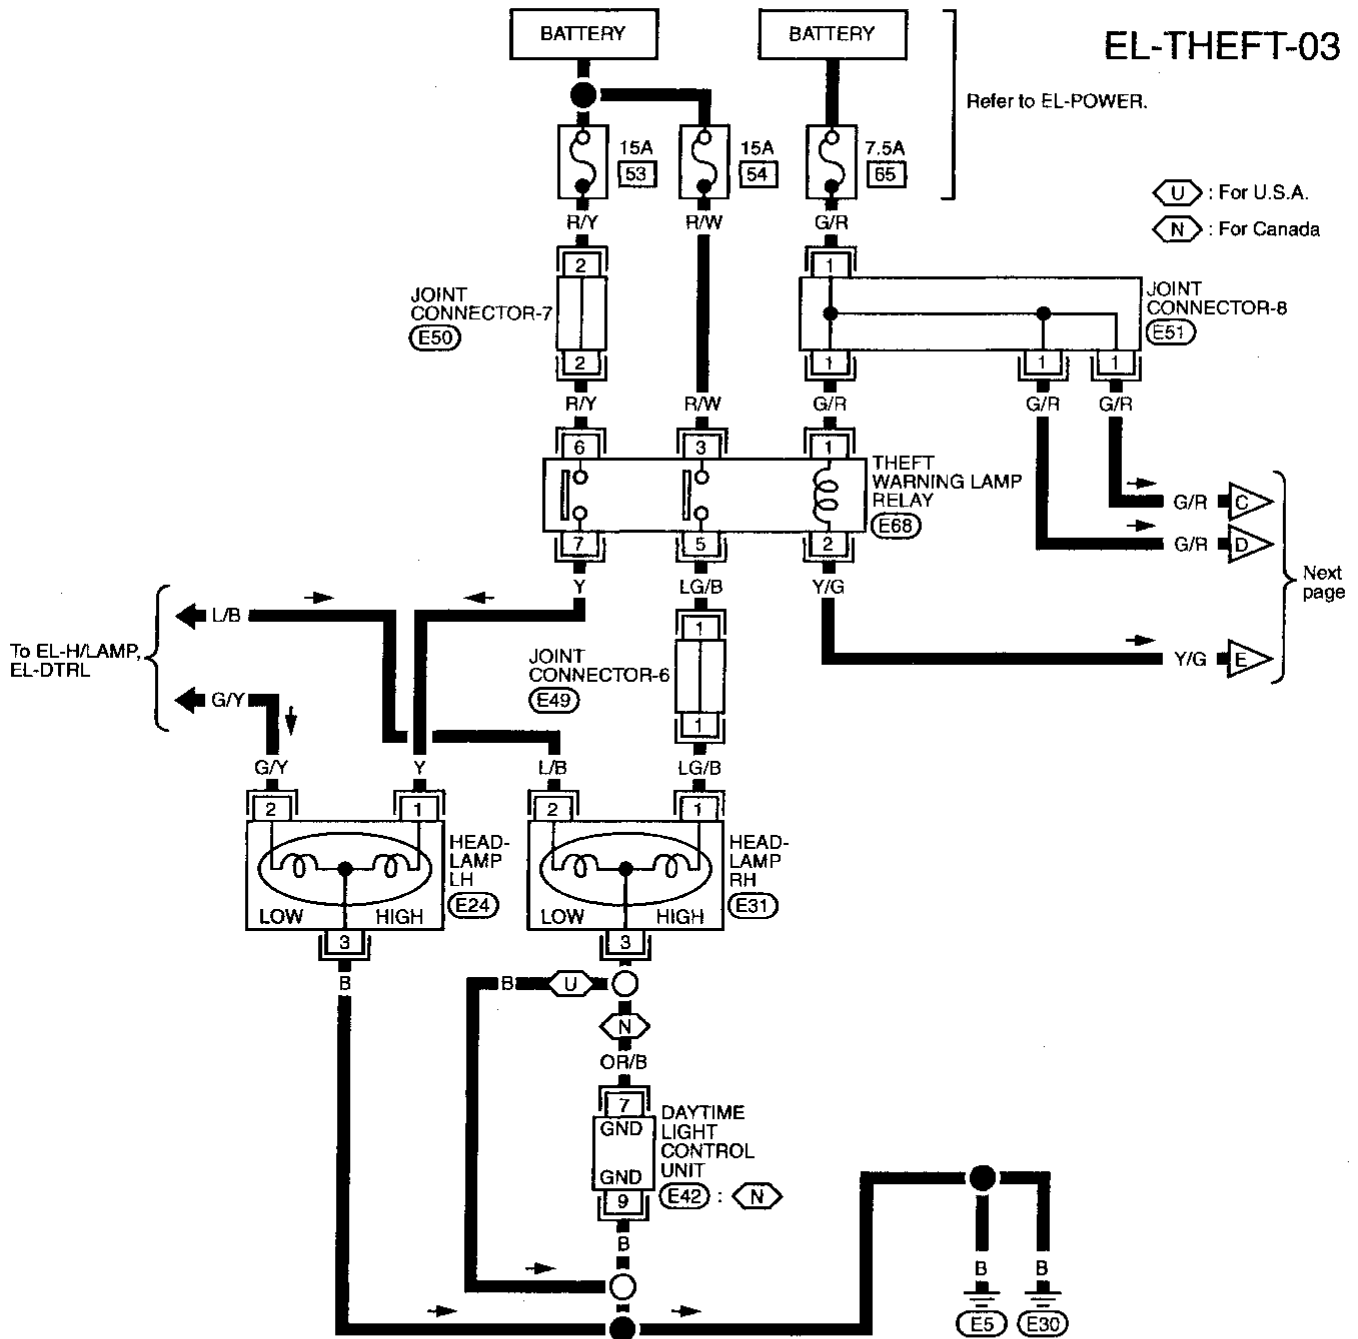 EL-THEFT-03
BATTERY
BATTERY
Refer to EL-POWER.
15A
53
15A
54
7.5A
65
U : For U.S.A.
N : For Canada
R/Y
R/W
G/R
2
1
JOINT
CONNECTOR-7
E50
JOINT
CONNECTOR-8
E51
2
1
1
1
R/Y
R/W
G/R
G/R
G/R
6
3
1
THEFT
WARNING LAMP
RELAY
E68
7
5
2
G/R C
G/R D
Next
page
Y
LG/B
Y/G
L/B
1
To EL-H/LAMP,
EL-DTRL
JOINT
CONNECTOR-6
E49
Y/G E
G/Y
1
G/Y
Y
L/B
LG/B
2
1
2
1
HEAD-
LAMP
LH
E24
HEAD-
LAMP
RH
E31
LOW
HIGH
LOW
HIGH
3
3
B
B
U
N
OR/B
7
GND
GND
9
DAYTIME
LIGHT
CONTROL
UNIT
E42 : N
B
B
B
E5
E30